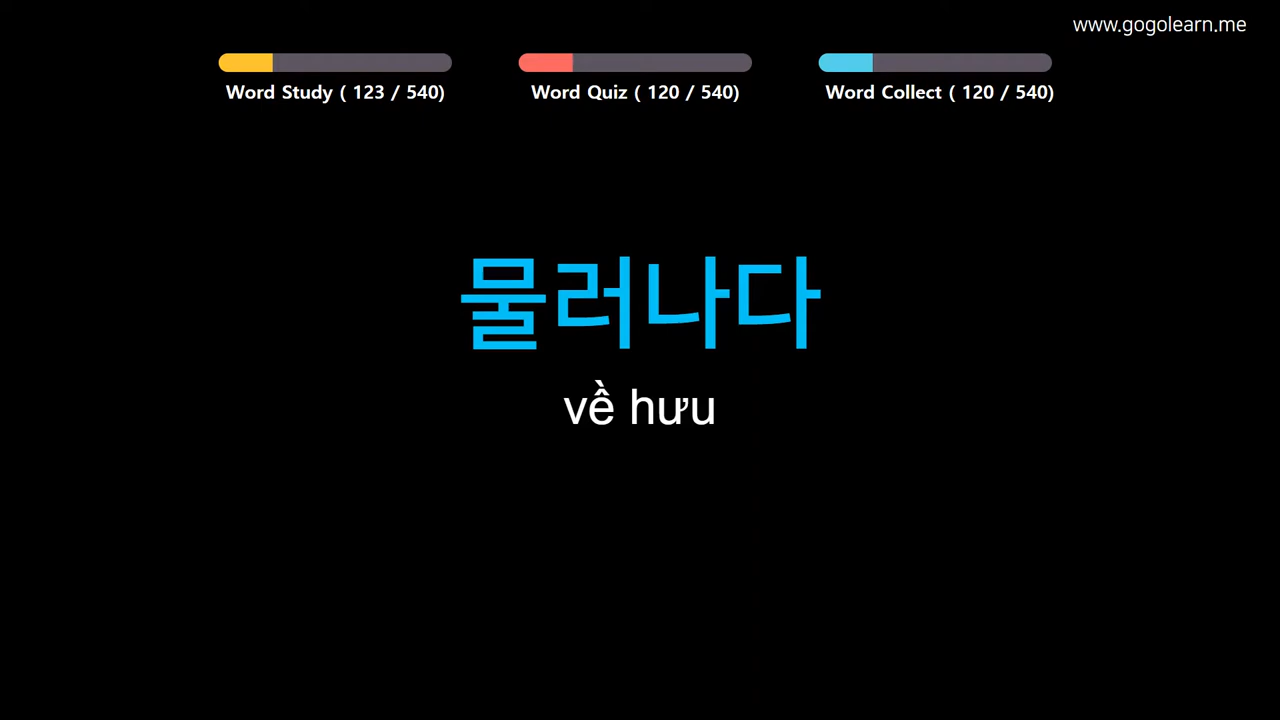 www.gogolearn.me
Word Study ( 123 / 540)
Word Quiz ( 120 / 540)
Word Collect ( 120 / 540)
물러나다
về hưu